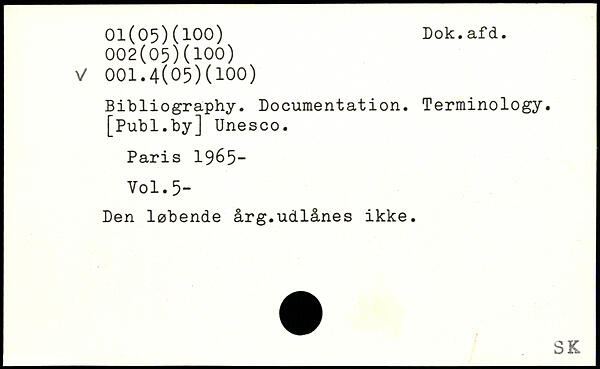 01(05)(100) Dok.afd.
002(05)(100)
✓ 001.4(05)(100)
Bibliography. Documentation. Terminology.
[Publ.by] Unesco.
Paris 1965-
Vol.5-
Den løbende årg.udlånes ikke.
SK